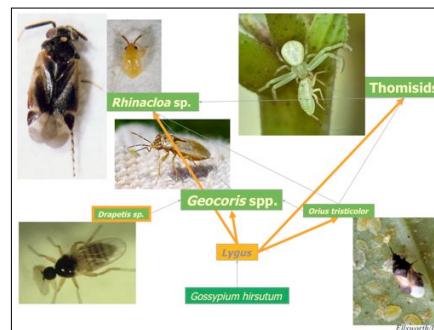 Thomisids
Rhinacloa sp.
Geocoris spp.
Drapetis sp.
Orius tristicolor
Lygus
Gossypium hirsutum